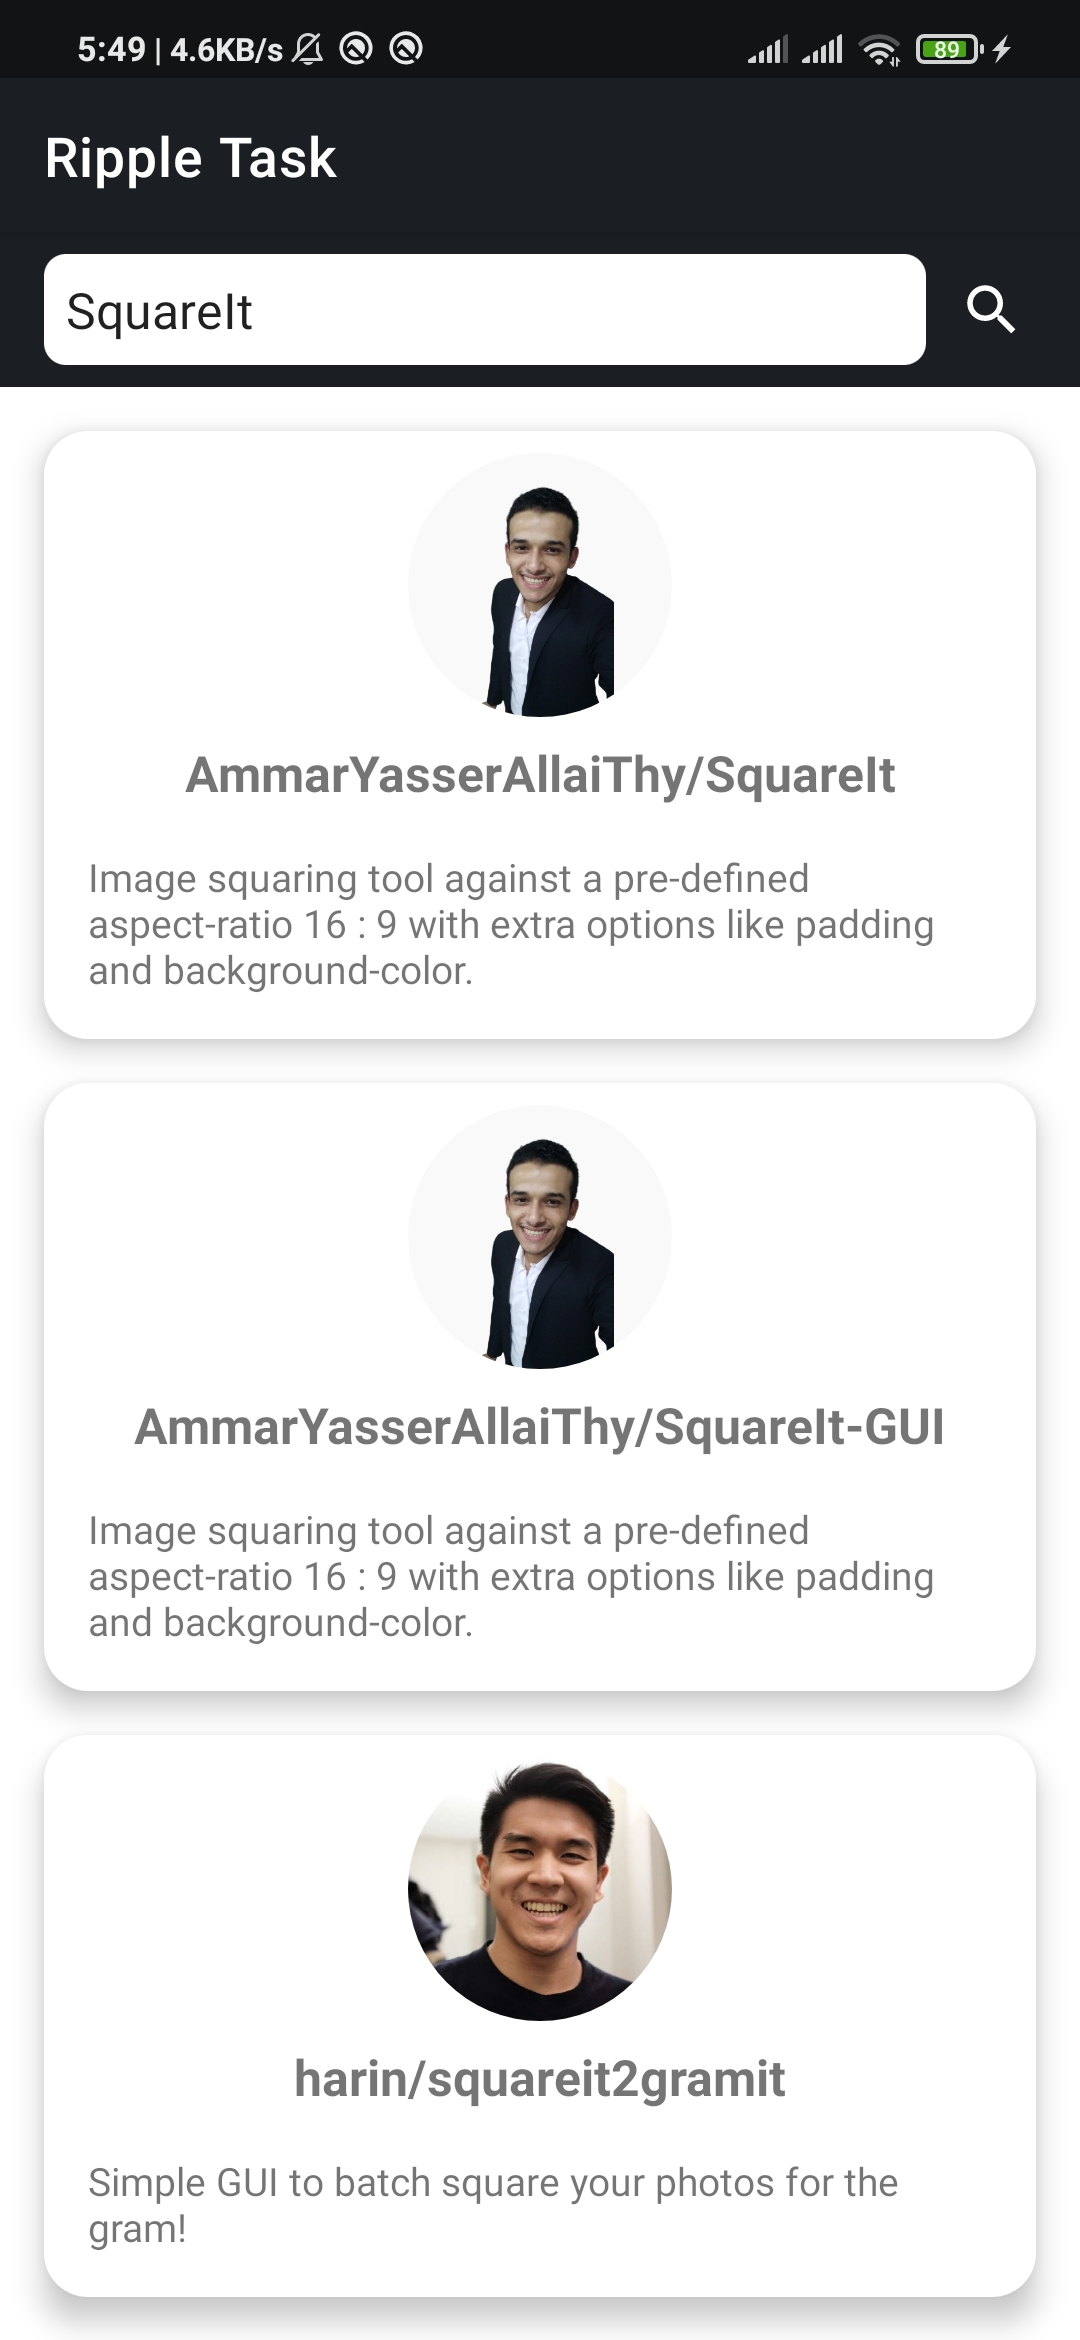 5:49 | 4.6KB/s
89
Ripple Task
SquareIt
AmmarYasserAllaiThy/SquareIt
Image squaring tool against a pre-defined
aspect-ratio 16 : 9 with extra options like padding
and background-color.
AmmarYasserAllaiThy/SquareIt-GUI
Image squaring tool against a pre-defined
aspect-ratio 16 : 9 with extra options like padding
and background-color.
harin/squareit2gramit
Simple GUI to batch square your photos for the
gram!